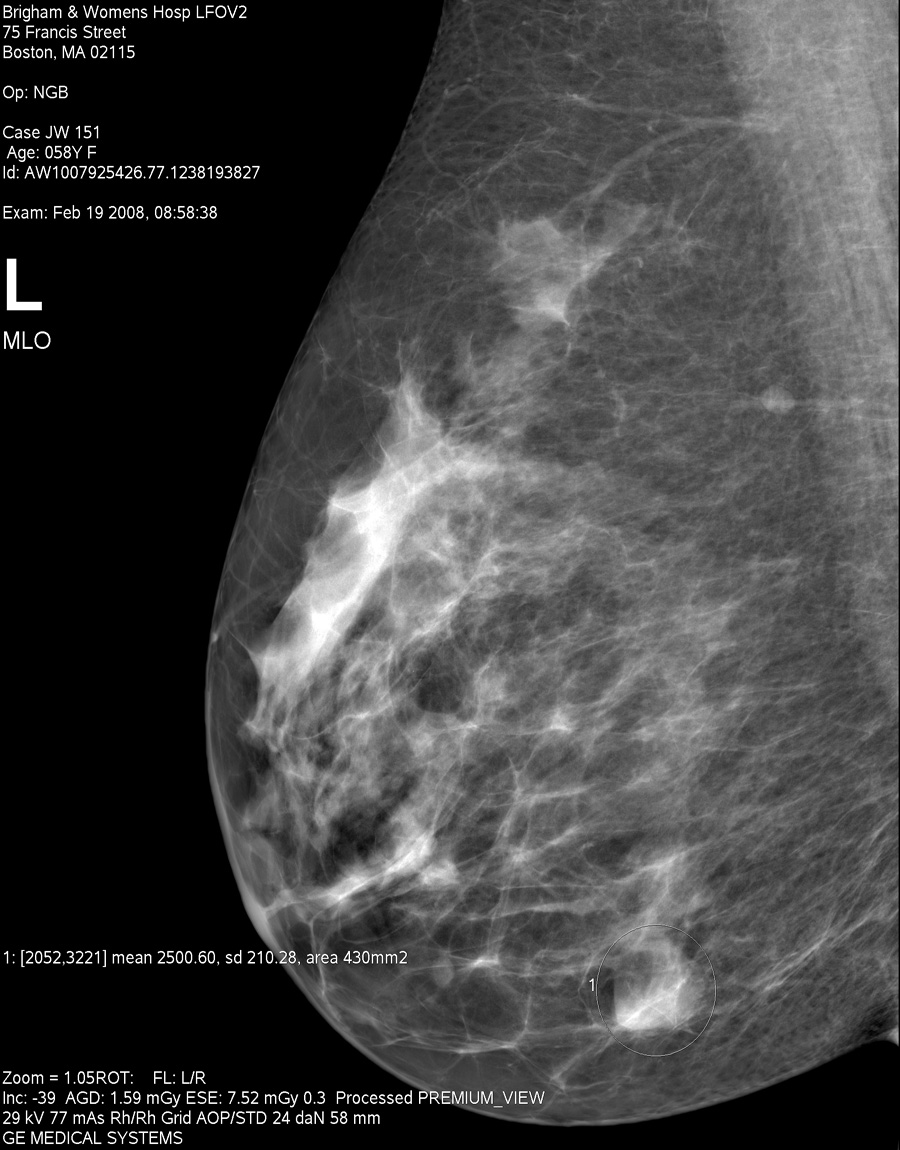 Brigham & Womens Hosp LFOV2
75 Francis Street
Boston, MA 02115
Op: NGB
Case JW 151
Age: 058Y F
Id: AW1007925426.77.1238193827
Exam: Feb 19 2008, 08:58:38
L
MLO
1: [2052,3221] mean 2500.60, sd 210.28, area 430mm2
1
Zoom = 1.05ROT: FL: L/R
Inc: -39 AGD: 1.59 mGy ESE: 7.52 mGy 0.3 Processed PREMIUM_VIEW
29 kV 77 mAs Rh/Rh Grid AOP/STD 24 daN 58 mm
GE MEDICAL SYSTEMS